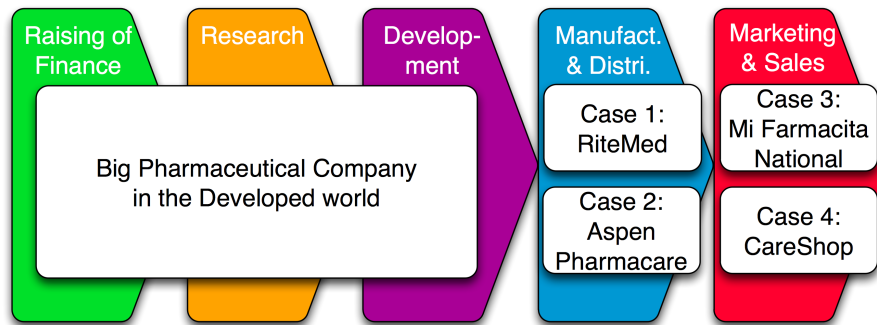 Raising of
Finance
Research
Develop-
ment
Manufact.
& Distri.
Marketing
& Sales
Big Pharmaceutical Company
in the Developed world
Case 1:
RiteMed
Case 2:
Aspen
Pharmacare
Case 3:
Mi Farmacita
National
Case 4:
CareShop